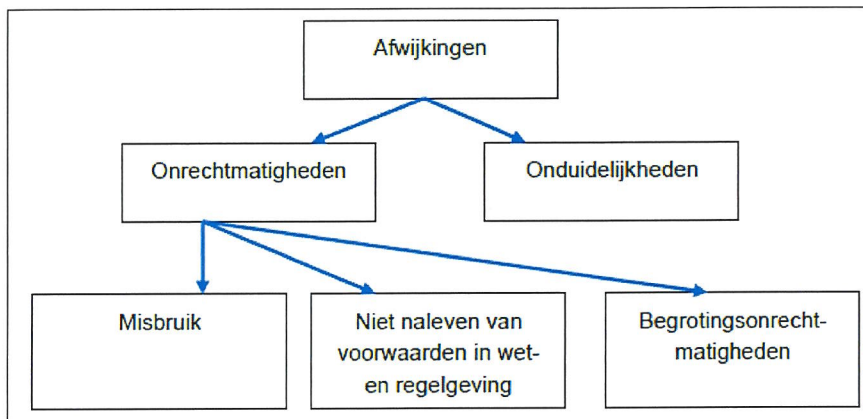 Afwijkingen
Onrechtmatigheden
Onduidelijkheden
Misbruik
Niet naleven van
voorwaarden in wet-
en regelgeving
Begrotingsonrecht-
matigheden